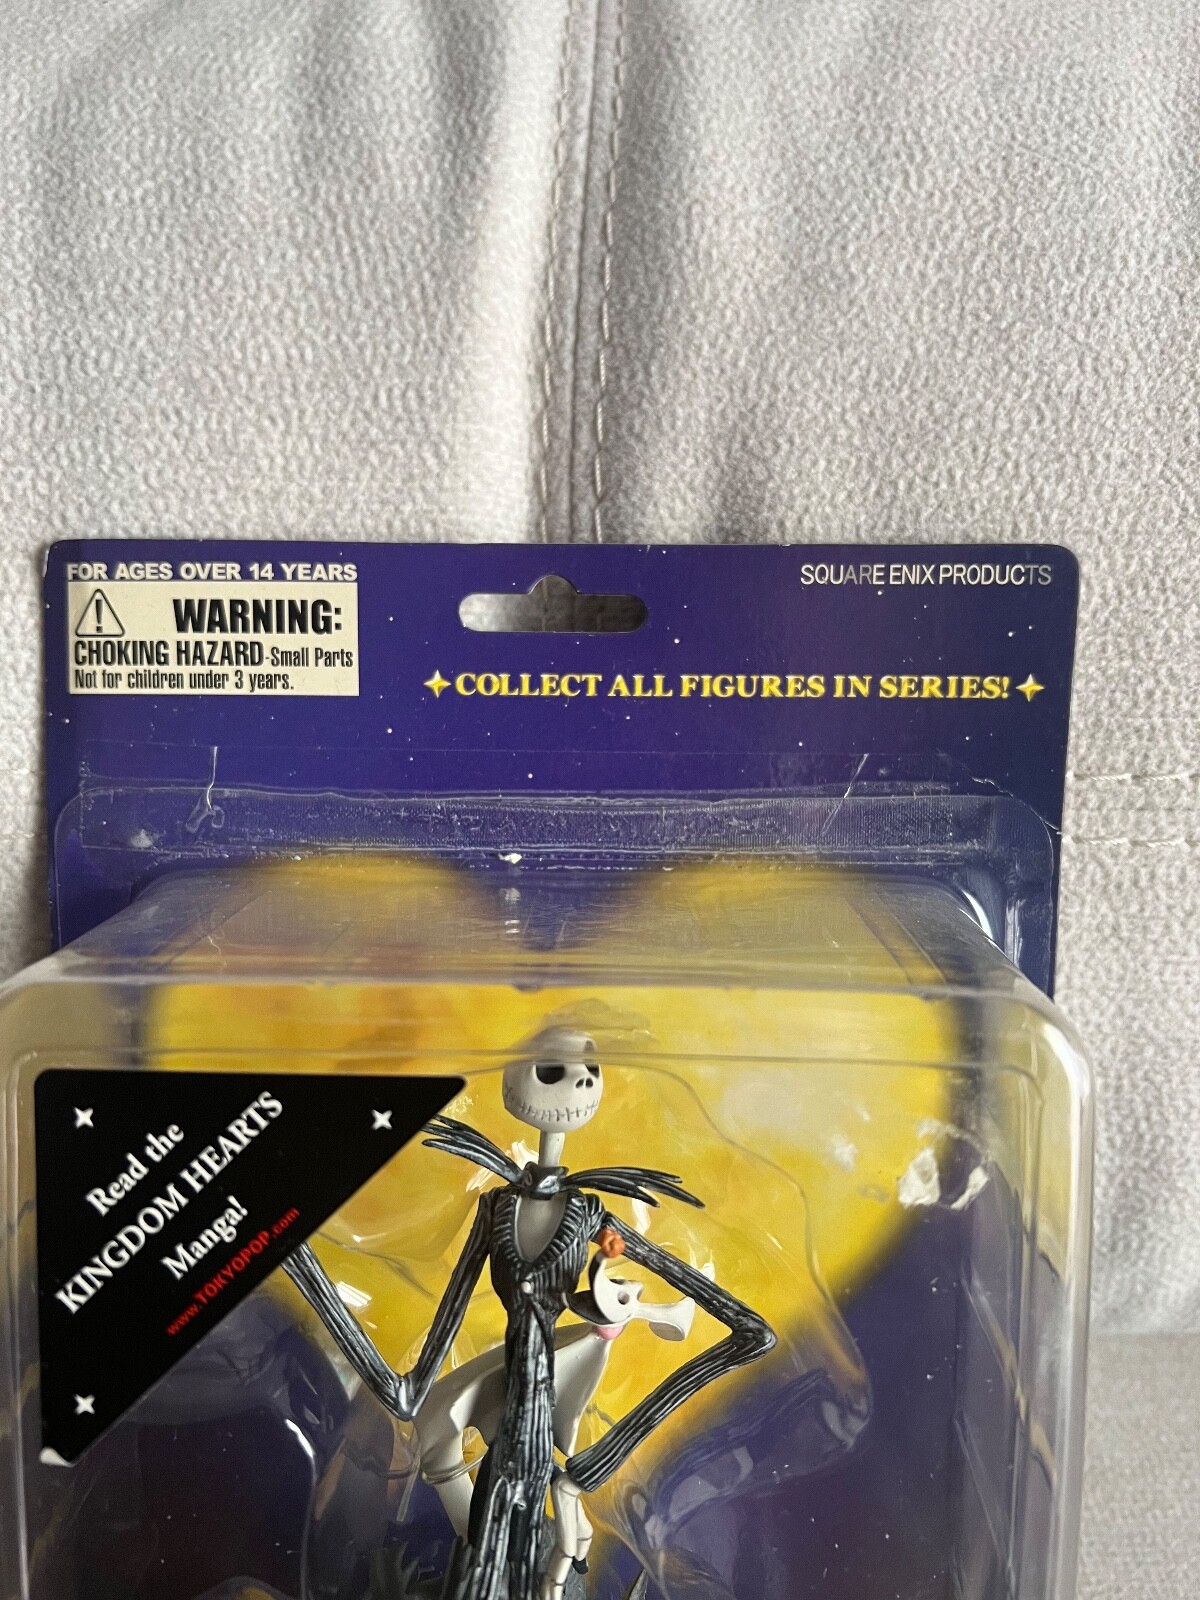 FOR AGES OVER 14 YEARS
WARNING:
CHOKING HAZARD-Small Parts
Not for children under 3 years.
SQUARE ENIX PRODUCTS
COLLECT ALL FIGURES IN SERIES!
Read the
KINGDOM HEARTS
Manga!
www.TOKYOPOP.com